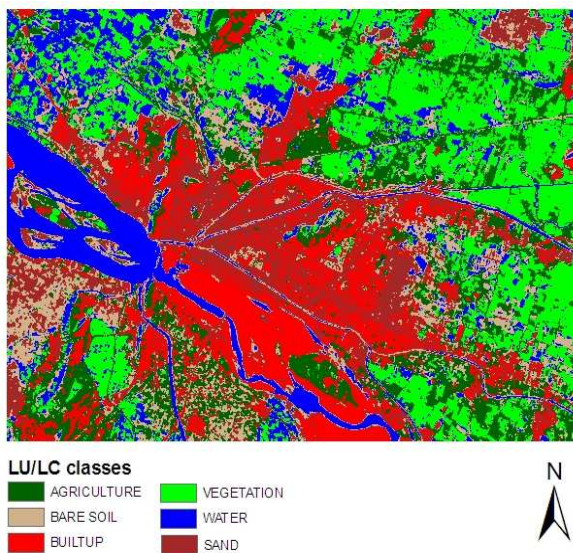 LU/LC classes
AGRICULTURE
VEGETATION
BARE SOIL
WATER
BUILTUP
SAND
N